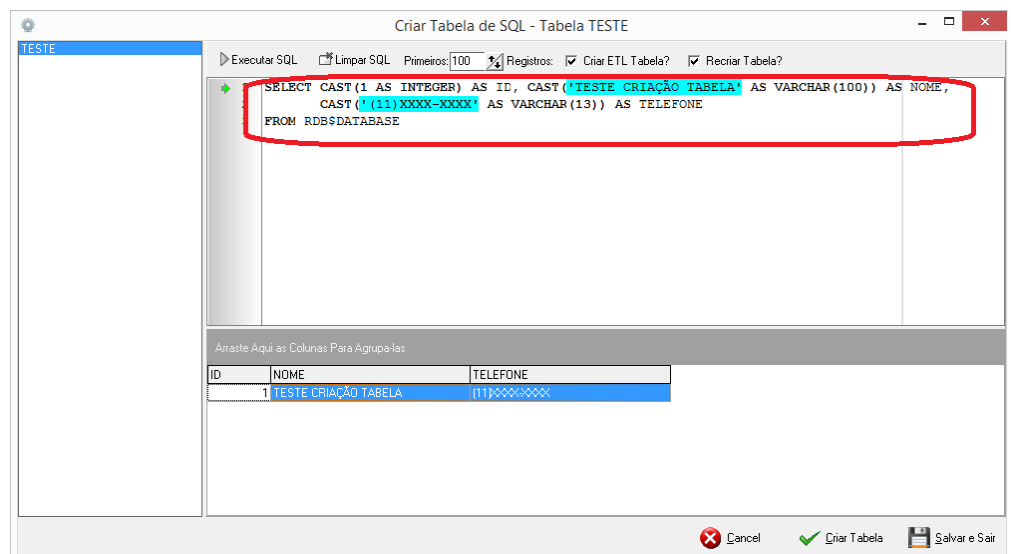 Criar Tabela de SQL - Tabela TESTE
TESTE
Executar SQL Limpar SQL Primeiros: 100 Registros: Criar ETL Tabela? Recriar Tabela?
SELECT CAST(1 AS INTEGER) AS ID, CAST('TESTE CRIAÇÃO TABELA' AS VARCHAR(100)) AS NOME,
CAST('(11)XXXX-XXXX' AS VARCHAR(13)) AS TELEFONE
FROM RDB$DATABASE
Arraste Aqui as Colunas Para Agrupa-las
ID NOME TELEFONE
1 TESTE CRIAÇÃO TABELA (11)XXXX-XXXX
Cancel Criar Tabela Salvar e Sair